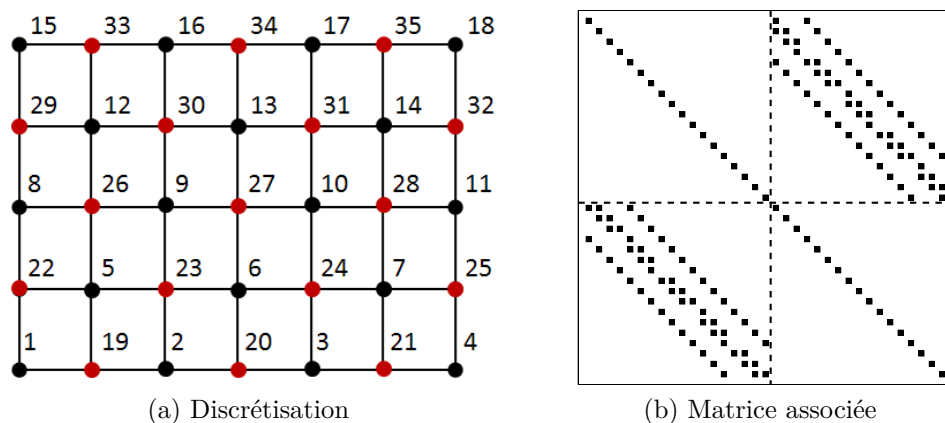 15 33 16 34 17 35 18
29 12 30 13 31 14 32
8 26 9 27 10 28 11
22 5 23 6 24 7 25
1 19 2 20 3 21 4
(a) Discrétisation
(b) Matrice associée